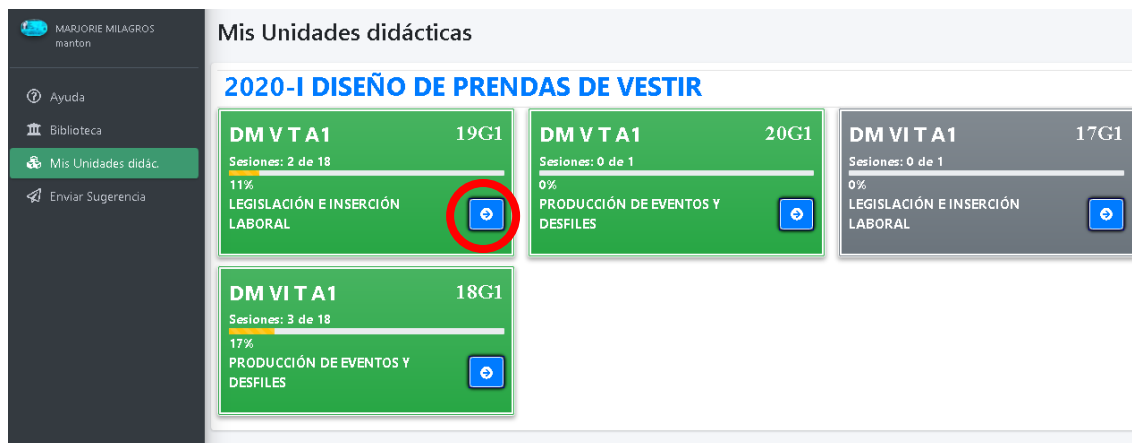 MARJORIE MILAGROS
manton
Ayuda
Biblioteca
Mis Unidades didác.
Enviar Sugerencia
Mis Unidades didácticas
2020-I DISEÑO DE PRENDAS DE VESTIR
DM V T A1 19G1
Sesiones: 2 de 18
11%
LEGISLACIÓN E INSERCIÓN
LABORAL
DM V T A1 20G1
Sesiones: 0 de 1
0%
PRODUCCIÓN DE EVENTOS Y
DESFILES
DM VI T A1 17G1
Sesiones: 0 de 1
0%
LEGISLACIÓN E INSERCIÓN
LABORAL
DM VI T A1 18G1
Sesiones: 3 de 18
17%
PRODUCCIÓN DE EVENTOS Y
DESFILES